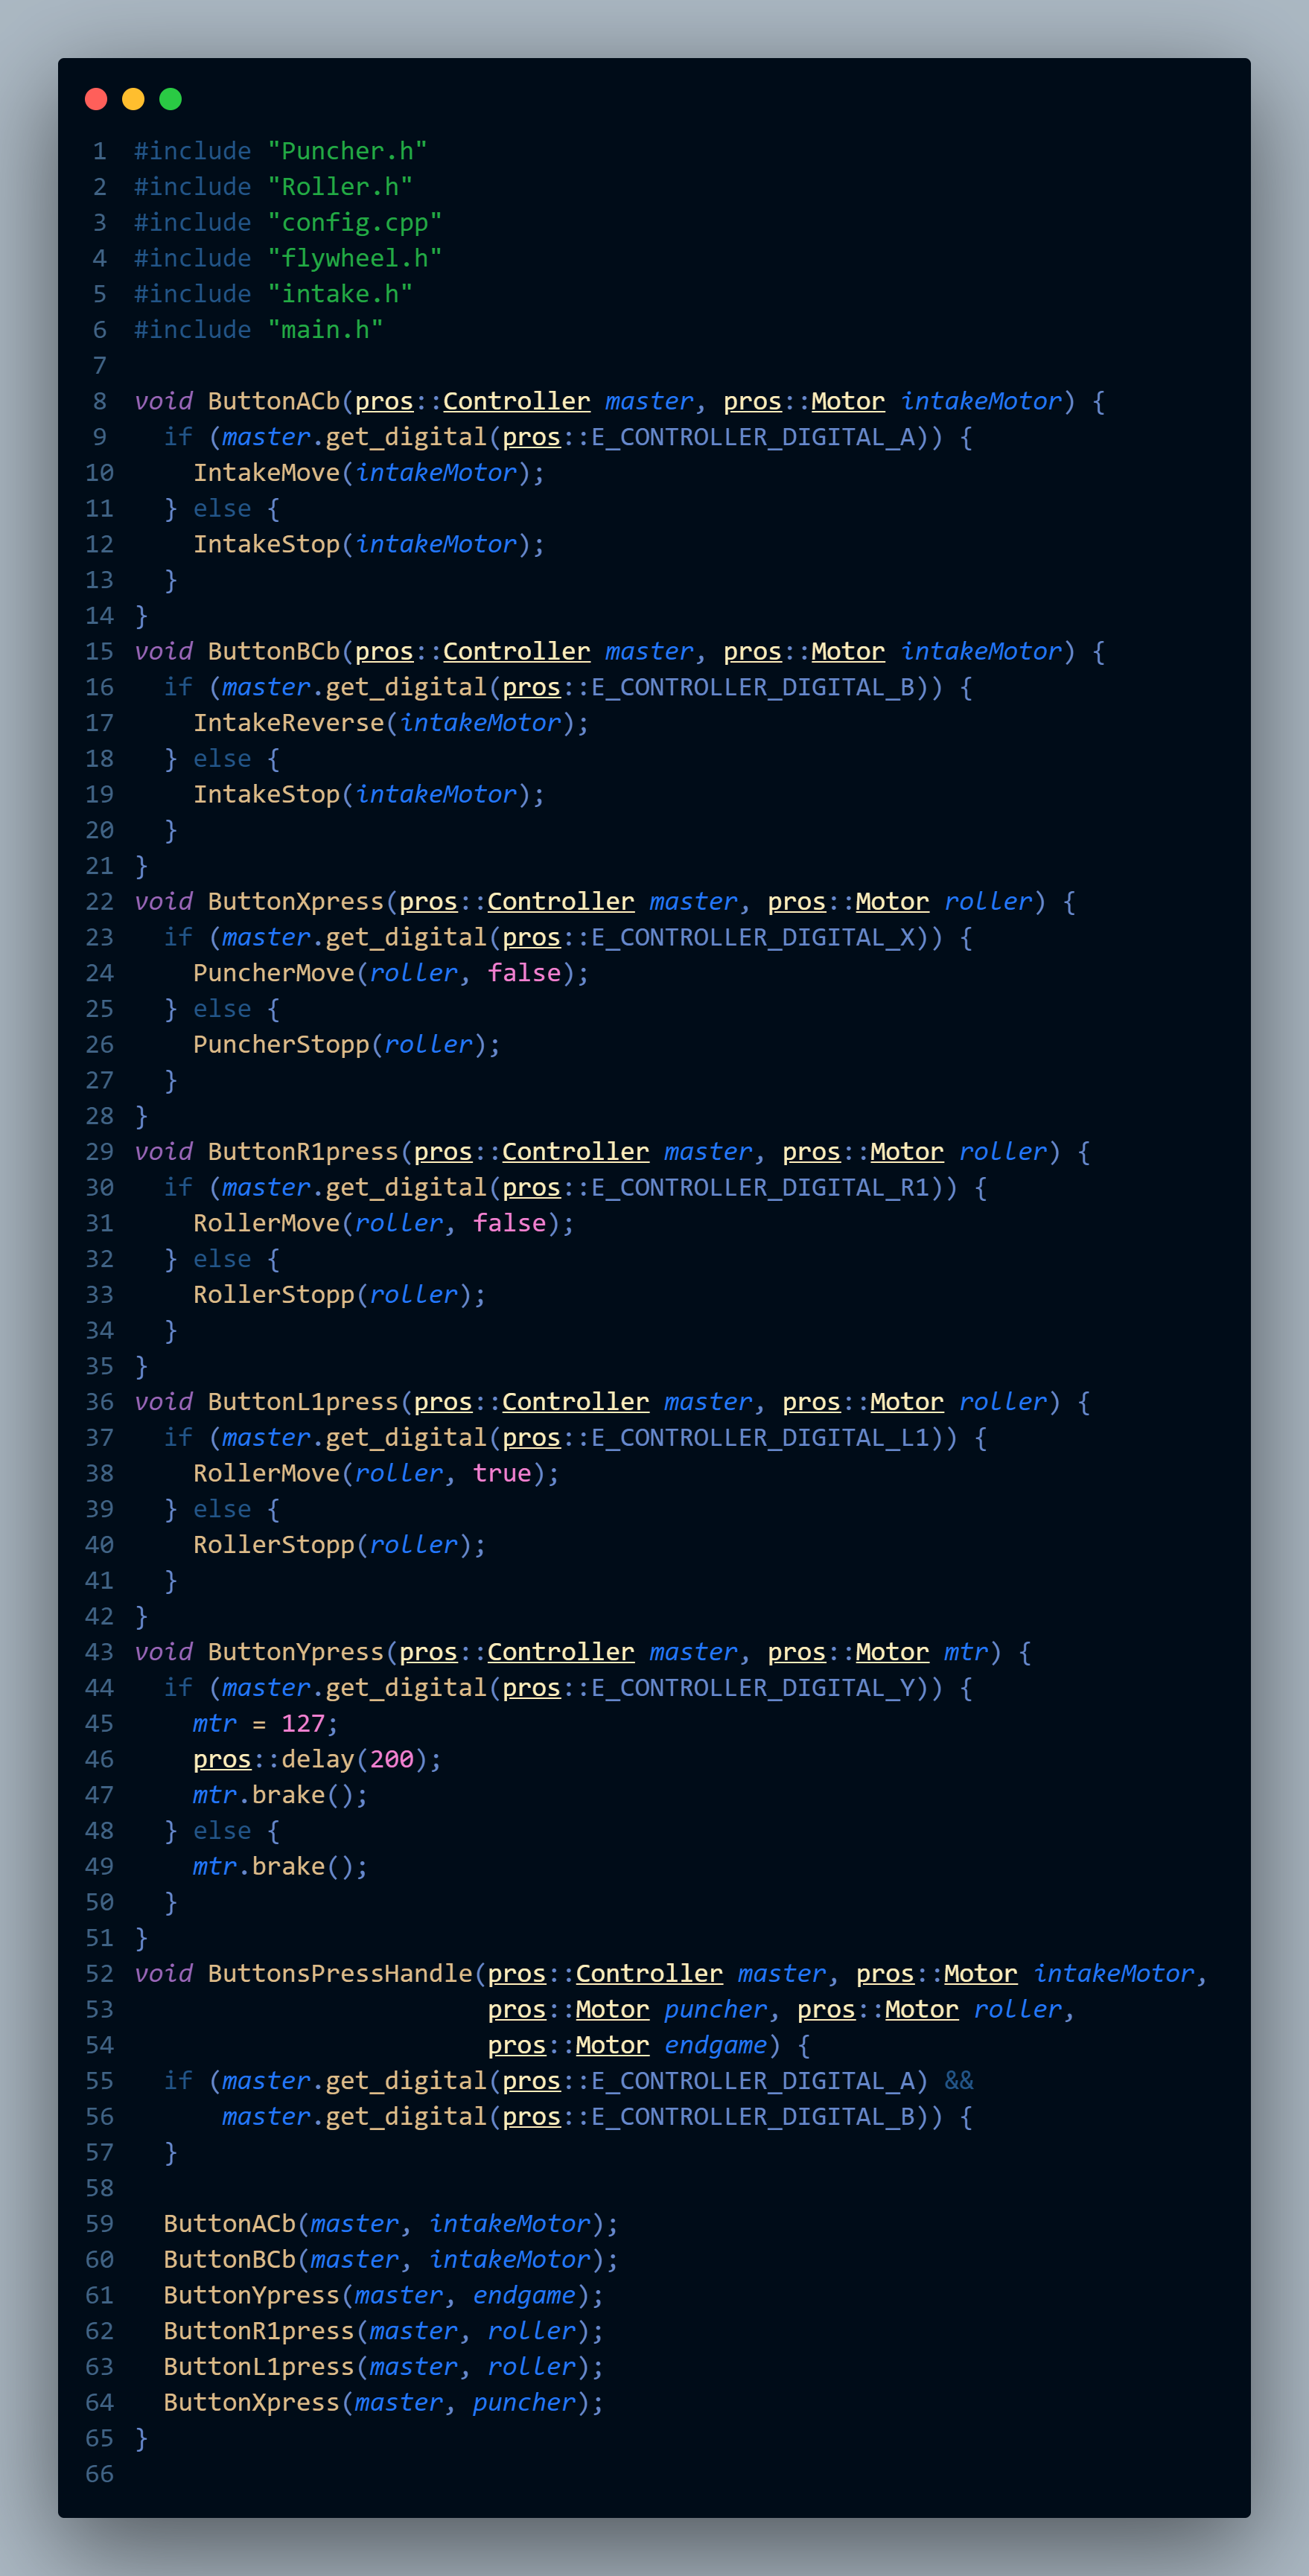 1 #include "Puncher.h"
2 #include "Roller.h"
3 #include "config.cpp"
4 #include "flywheel.h"
5 #include "intake.h"
6 #include "main.h"
7
8 void ButtonACb(pros::Controller master, pros::Motor intakeMotor) {
9   if (master.get_digital(pros::E_CONTROLLER_DIGITAL_A)) {
10     IntakeMove(intakeMotor);
11   } else {
12     IntakeStop(intakeMotor);
13   }
14 }
15 void ButtonBCb(pros::Controller master, pros::Motor intakeMotor) {
16   if (master.get_digital(pros::E_CONTROLLER_DIGITAL_B)) {
17     IntakeReverse(intakeMotor);
18   } else {
19     IntakeStop(intakeMotor);
20   }
21 }
22 void ButtonXpress(pros::Controller master, pros::Motor roller) {
23   if (master.get_digital(pros::E_CONTROLLER_DIGITAL_X)) {
24     PuncherMove(roller, false);
25   } else {
26     PuncherStopp(roller);
27   }
28 }
29 void ButtonR1press(pros::Controller master, pros::Motor roller) {
30   if (master.get_digital(pros::E_CONTROLLER_DIGITAL_R1)) {
31     RollerMove(roller, false);
32   } else {
33     RollerStopp(roller);
34   }
35 }
36 void ButtonL1press(pros::Controller master, pros::Motor roller) {
37   if (master.get_digital(pros::E_CONTROLLER_DIGITAL_L1)) {
38     RollerMove(roller, true);
39   } else {
40     RollerStopp(roller);
41   }
42 }
43 void ButtonYpress(pros::Controller master, pros::Motor mtr) {
44   if (master.get_digital(pros::E_CONTROLLER_DIGITAL_Y)) {
45     mtr = 127;
46     pros::delay(200);
47     mtr.brake();
48   } else {
49     mtr.brake();
50   }
51 }
52 void ButtonsPressHandle(pros::Controller master, pros::Motor intakeMotor,
53                         pros::Motor puncher, pros::Motor roller,
54                         pros::Motor endgame) {
55   if (master.get_digital(pros::E_CONTROLLER_DIGITAL_A) &&
56       master.get_digital(pros::E_CONTROLLER_DIGITAL_B)) {
57   }
58
59   ButtonACb(master, intakeMotor);
60   ButtonBCb(master, intakeMotor);
61   ButtonYpress(master, endgame);
62   ButtonR1press(master, roller);
63   ButtonL1press(master, roller);
64   ButtonXpress(master, puncher);
65 }
66